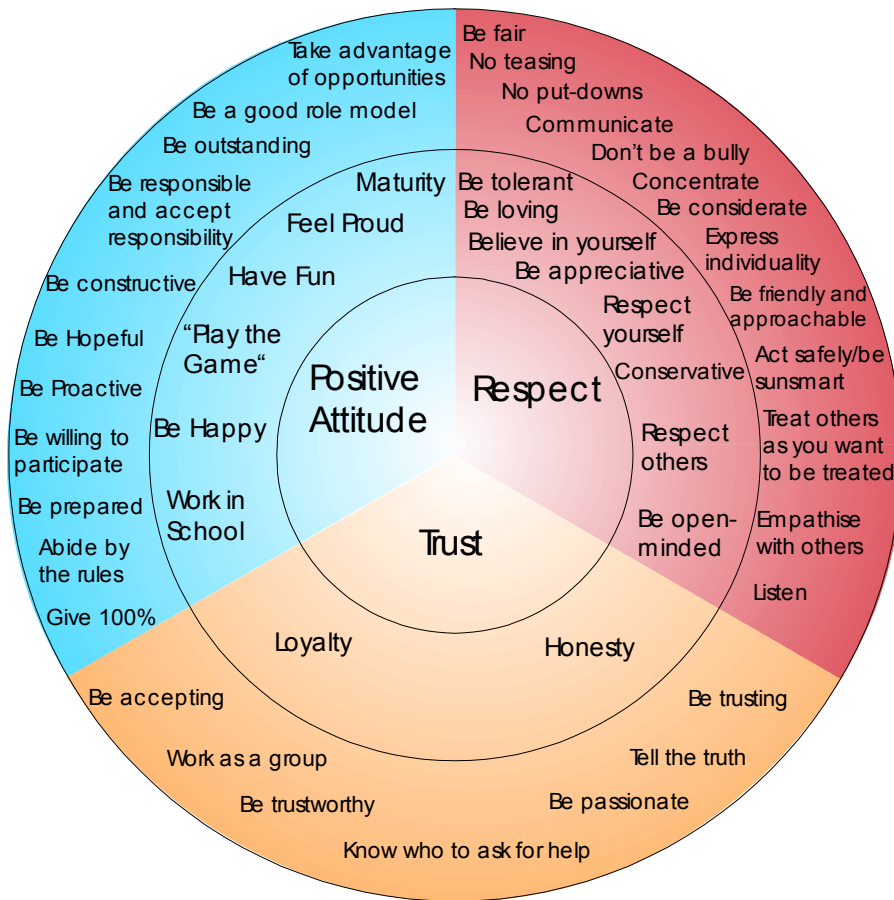 Take advantage
of opportunities
Be a good role model
Be outstanding
Be responsible
and accept
responsibility
Be constructive
Be Hopeful
Be Proactive
Be willing to
participate
Be prepared
Abide by
the rules
Give 100%
Maturity
Feel Proud
Have Fun
“Play the
Game“
Be Happy
Work in
School
Positive
Attitude
Be fair
No teasing
No put-downs
Communicate
Don’t be a bully
Concentrate
Be considerate
Express
individuality
Be friendly and
approachable
Act safely/be
sunsmart
Treat others
as you want
to be treated
Empathise
with others
Listen
Be tolerant
Be loving
Believe in yourself
Be appreciative
Respect
yourself
Conservative
Respect
others
Be open-
minded
Respect
Trust
Loyalty
Honesty
Be accepting
Work as a group
Be trustworthy
Know who to ask for help
Be passionate
Tell the truth
Be trusting